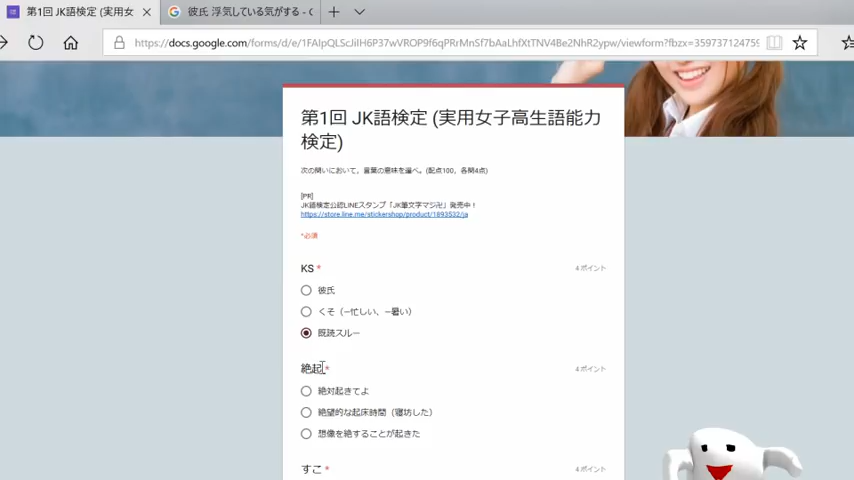 第1回 JK語検定 (実用女
彼氏 浮気している気がする - G
https://docs.google.com/forms/d/e/1FAIpQLScJiIH6P37wVROP9f6qPRrMnSf7bAaLhfXtTNV4Be2NhR2ypw/viewform?fbzx=359737124759
第1回 JK語検定 (実用女子高生語能力
検定)
次の問いにおいて、言葉の意味を選べ。(配点100、各問4点)
[PR]
JK語検定公認LINEスタンプ「JK筆文字マジ卍」発売中！
https://store.line.me/stickershop/product/1893532/ja
*必須
KS *
4ポイント
彼氏
くそ（—忙しい、—暑い）
既読スルー
絶起 *
4ポイント
絶対起きてよ
絶望的な起床時間（寝坊した）
想像を絶することが起きた
すこ *
4ポイント